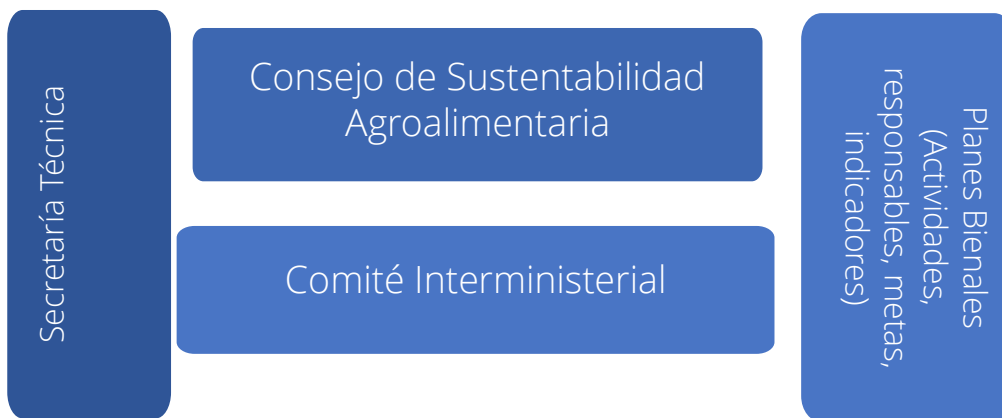 Secretaría Técnica
Consejo de Sustentabilidad
Agroalimentaria
Comité Interministerial
Planes Bienales
(Actividades,
responsables, metas,
indicadores)